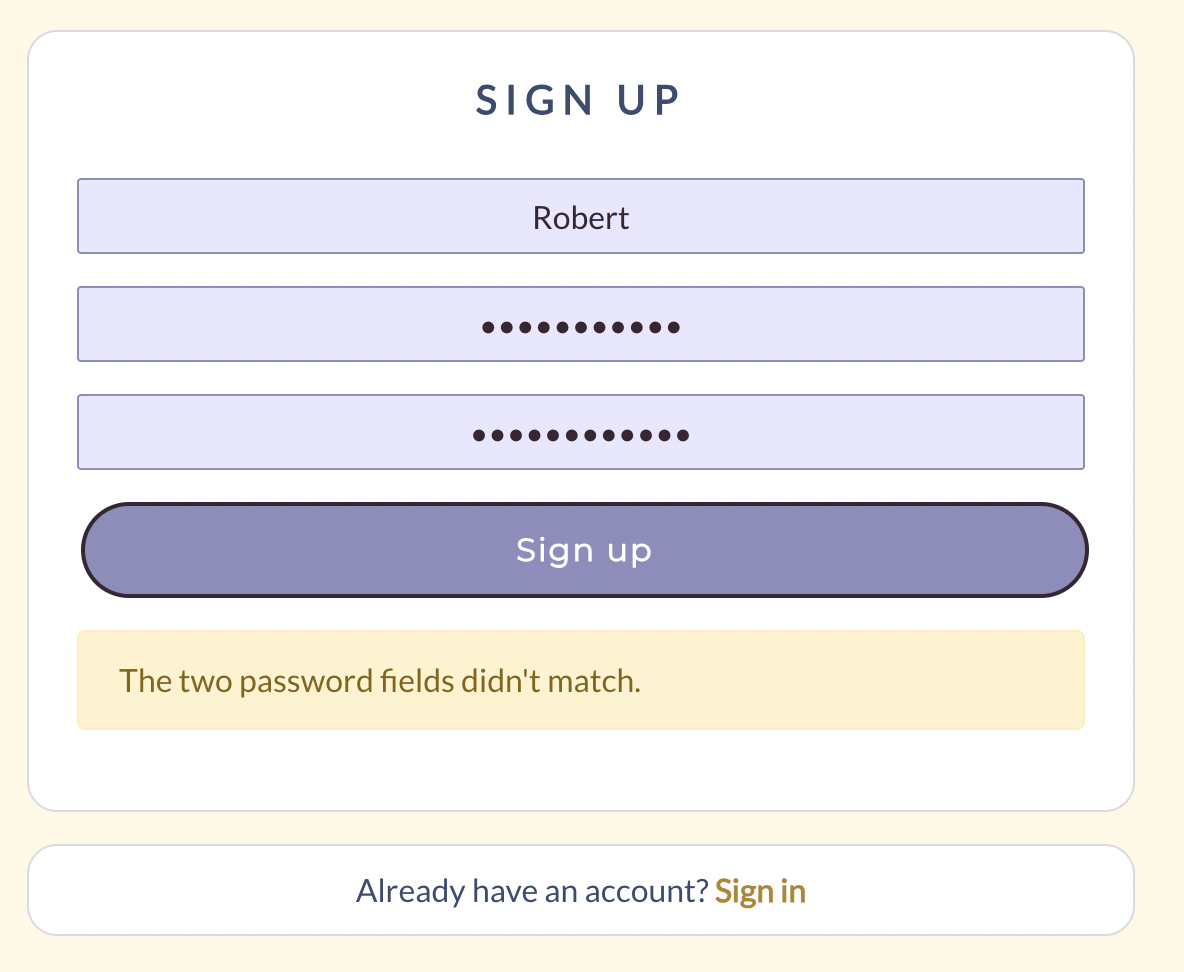 SIGN UP
Robert
•••••••••••
••••••••••••
Sign up
The two password fields didn't match.
Already have an account? Sign in